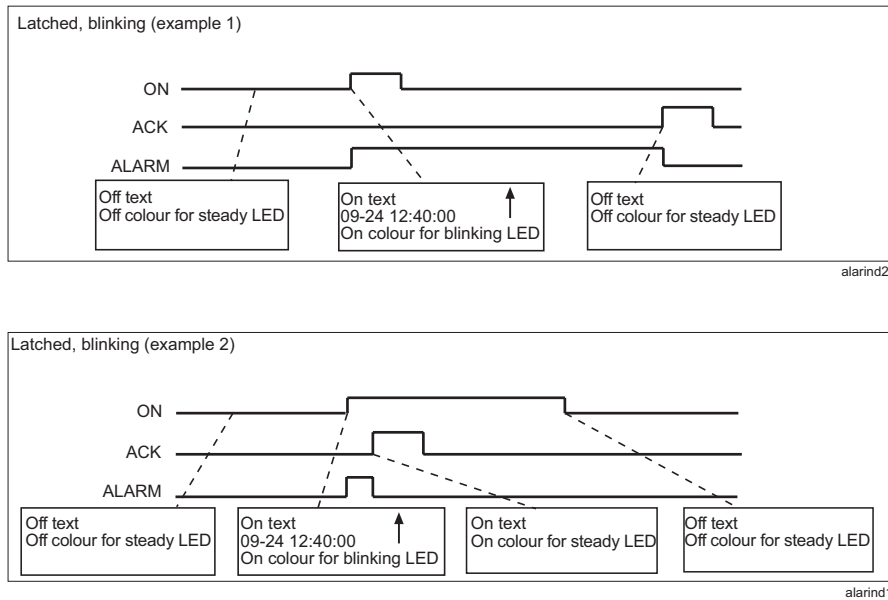 Latched, blinking (example 1)
ON
ACK
ALARM
Off text
Off colour for steady LED
On text
09-24 12:40:00
On colour for blinking LED
Off text
Off colour for steady LED
alarind2
Latched, blinking (example 2)
ON
ACK
ALARM
Off text
Off colour for steady LED
On text
09-24 12:40:00
On colour for blinking LED
On text
On colour for steady LED
Off text
Off colour for steady LED
alarind1